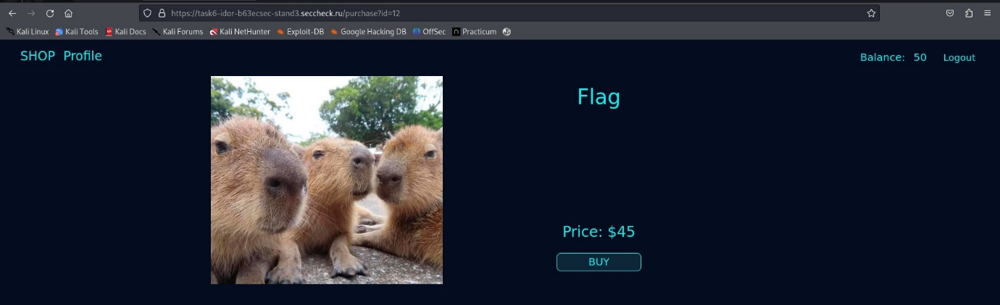 https://task6-idor-b63ecsec-stand3.seccheck.ru/purchase?id=12
Kali Linux Kali Tools Kali Docs Kali Forums Kali NetHunter Exploit-DB Google Hacking DB OffSec Practicum
SHOP Profile Balance: 50 Logout
Flag
Price: $45
BUY